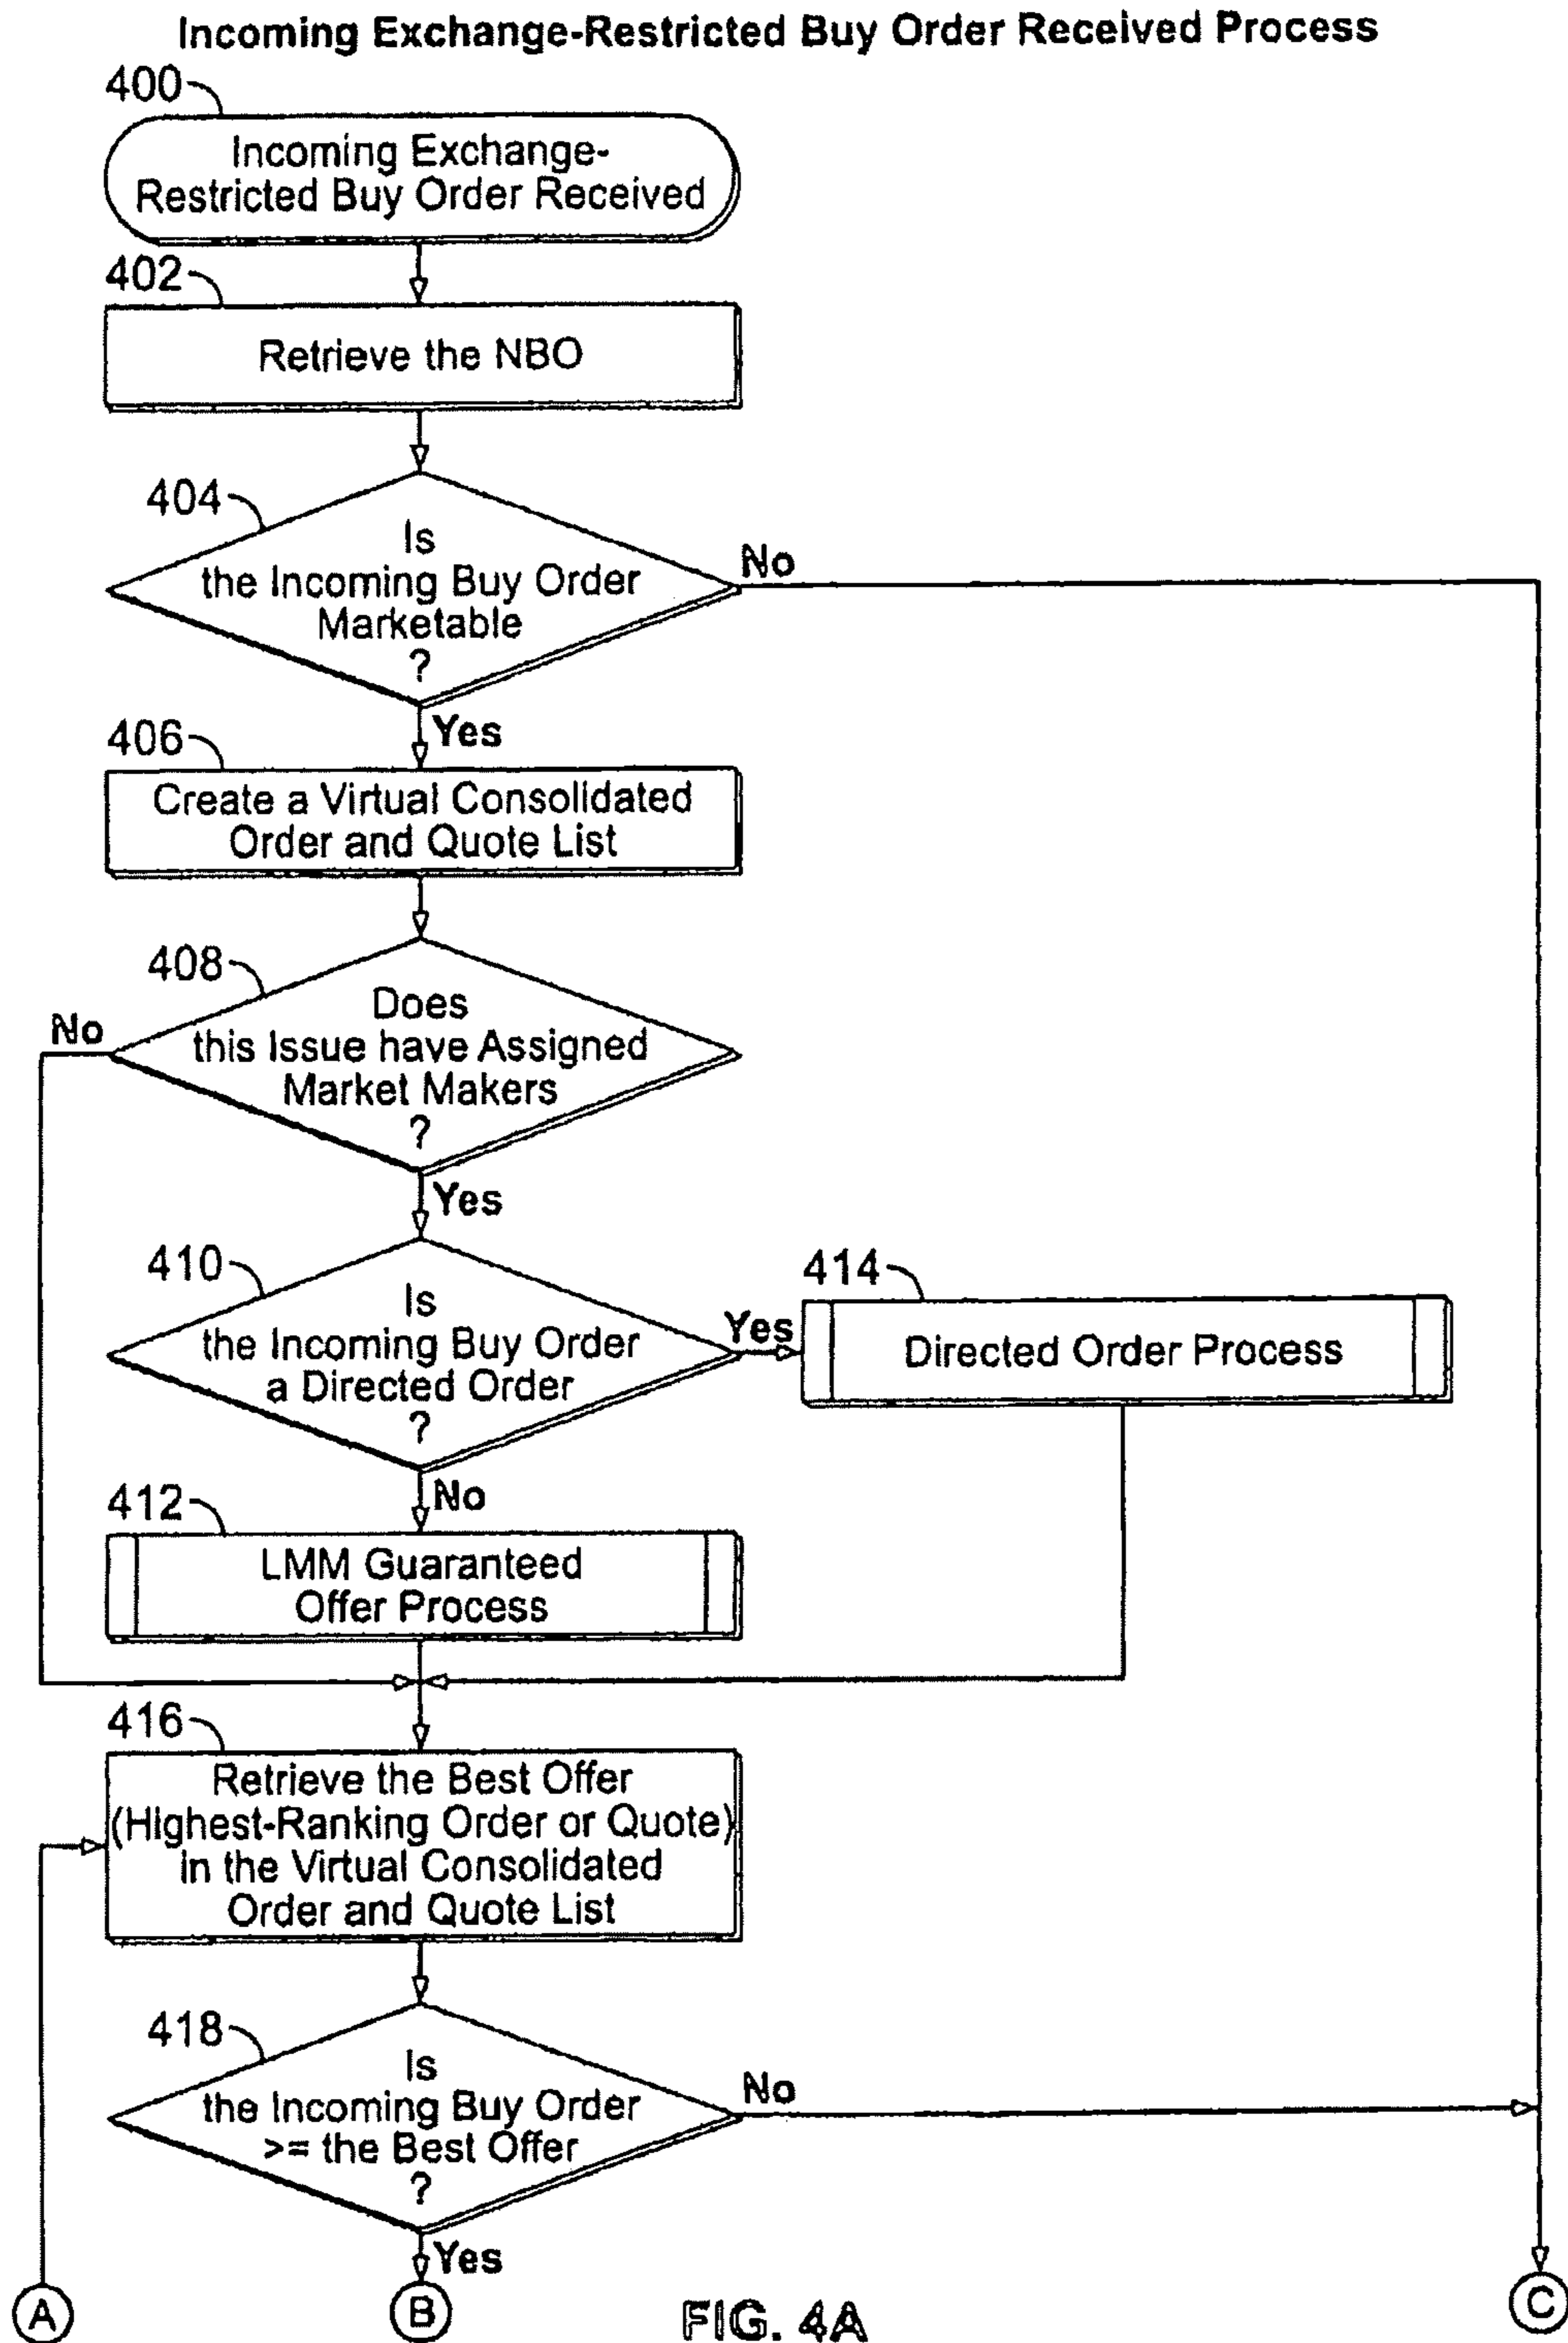 Incoming Exchange-Restricted Buy Order Received Process
400
Incoming Exchange-
Restricted Buy Order Received
402
Retrieve the NBO
404
Is
the Incoming Buy Order
Marketable
?
No
Yes
406
Create a Virtual Consolidated
Order and Quote List
408
Does
this Issue have Assigned
Market Makers
?
No
Yes
410
Is
the Incoming Buy Order
a Directed Order
?
Yes
414
Directed Order Process
No
412
LMM Guaranteed
Offer Process
416
Retrieve the Best Offer
(Highest-Ranking Order or Quote)
in the Virtual Consolidated
Order and Quote List
418
Is
the Incoming Buy Order
>= the Best Offer
?
No
Yes
A
B
C
FIG. 4A